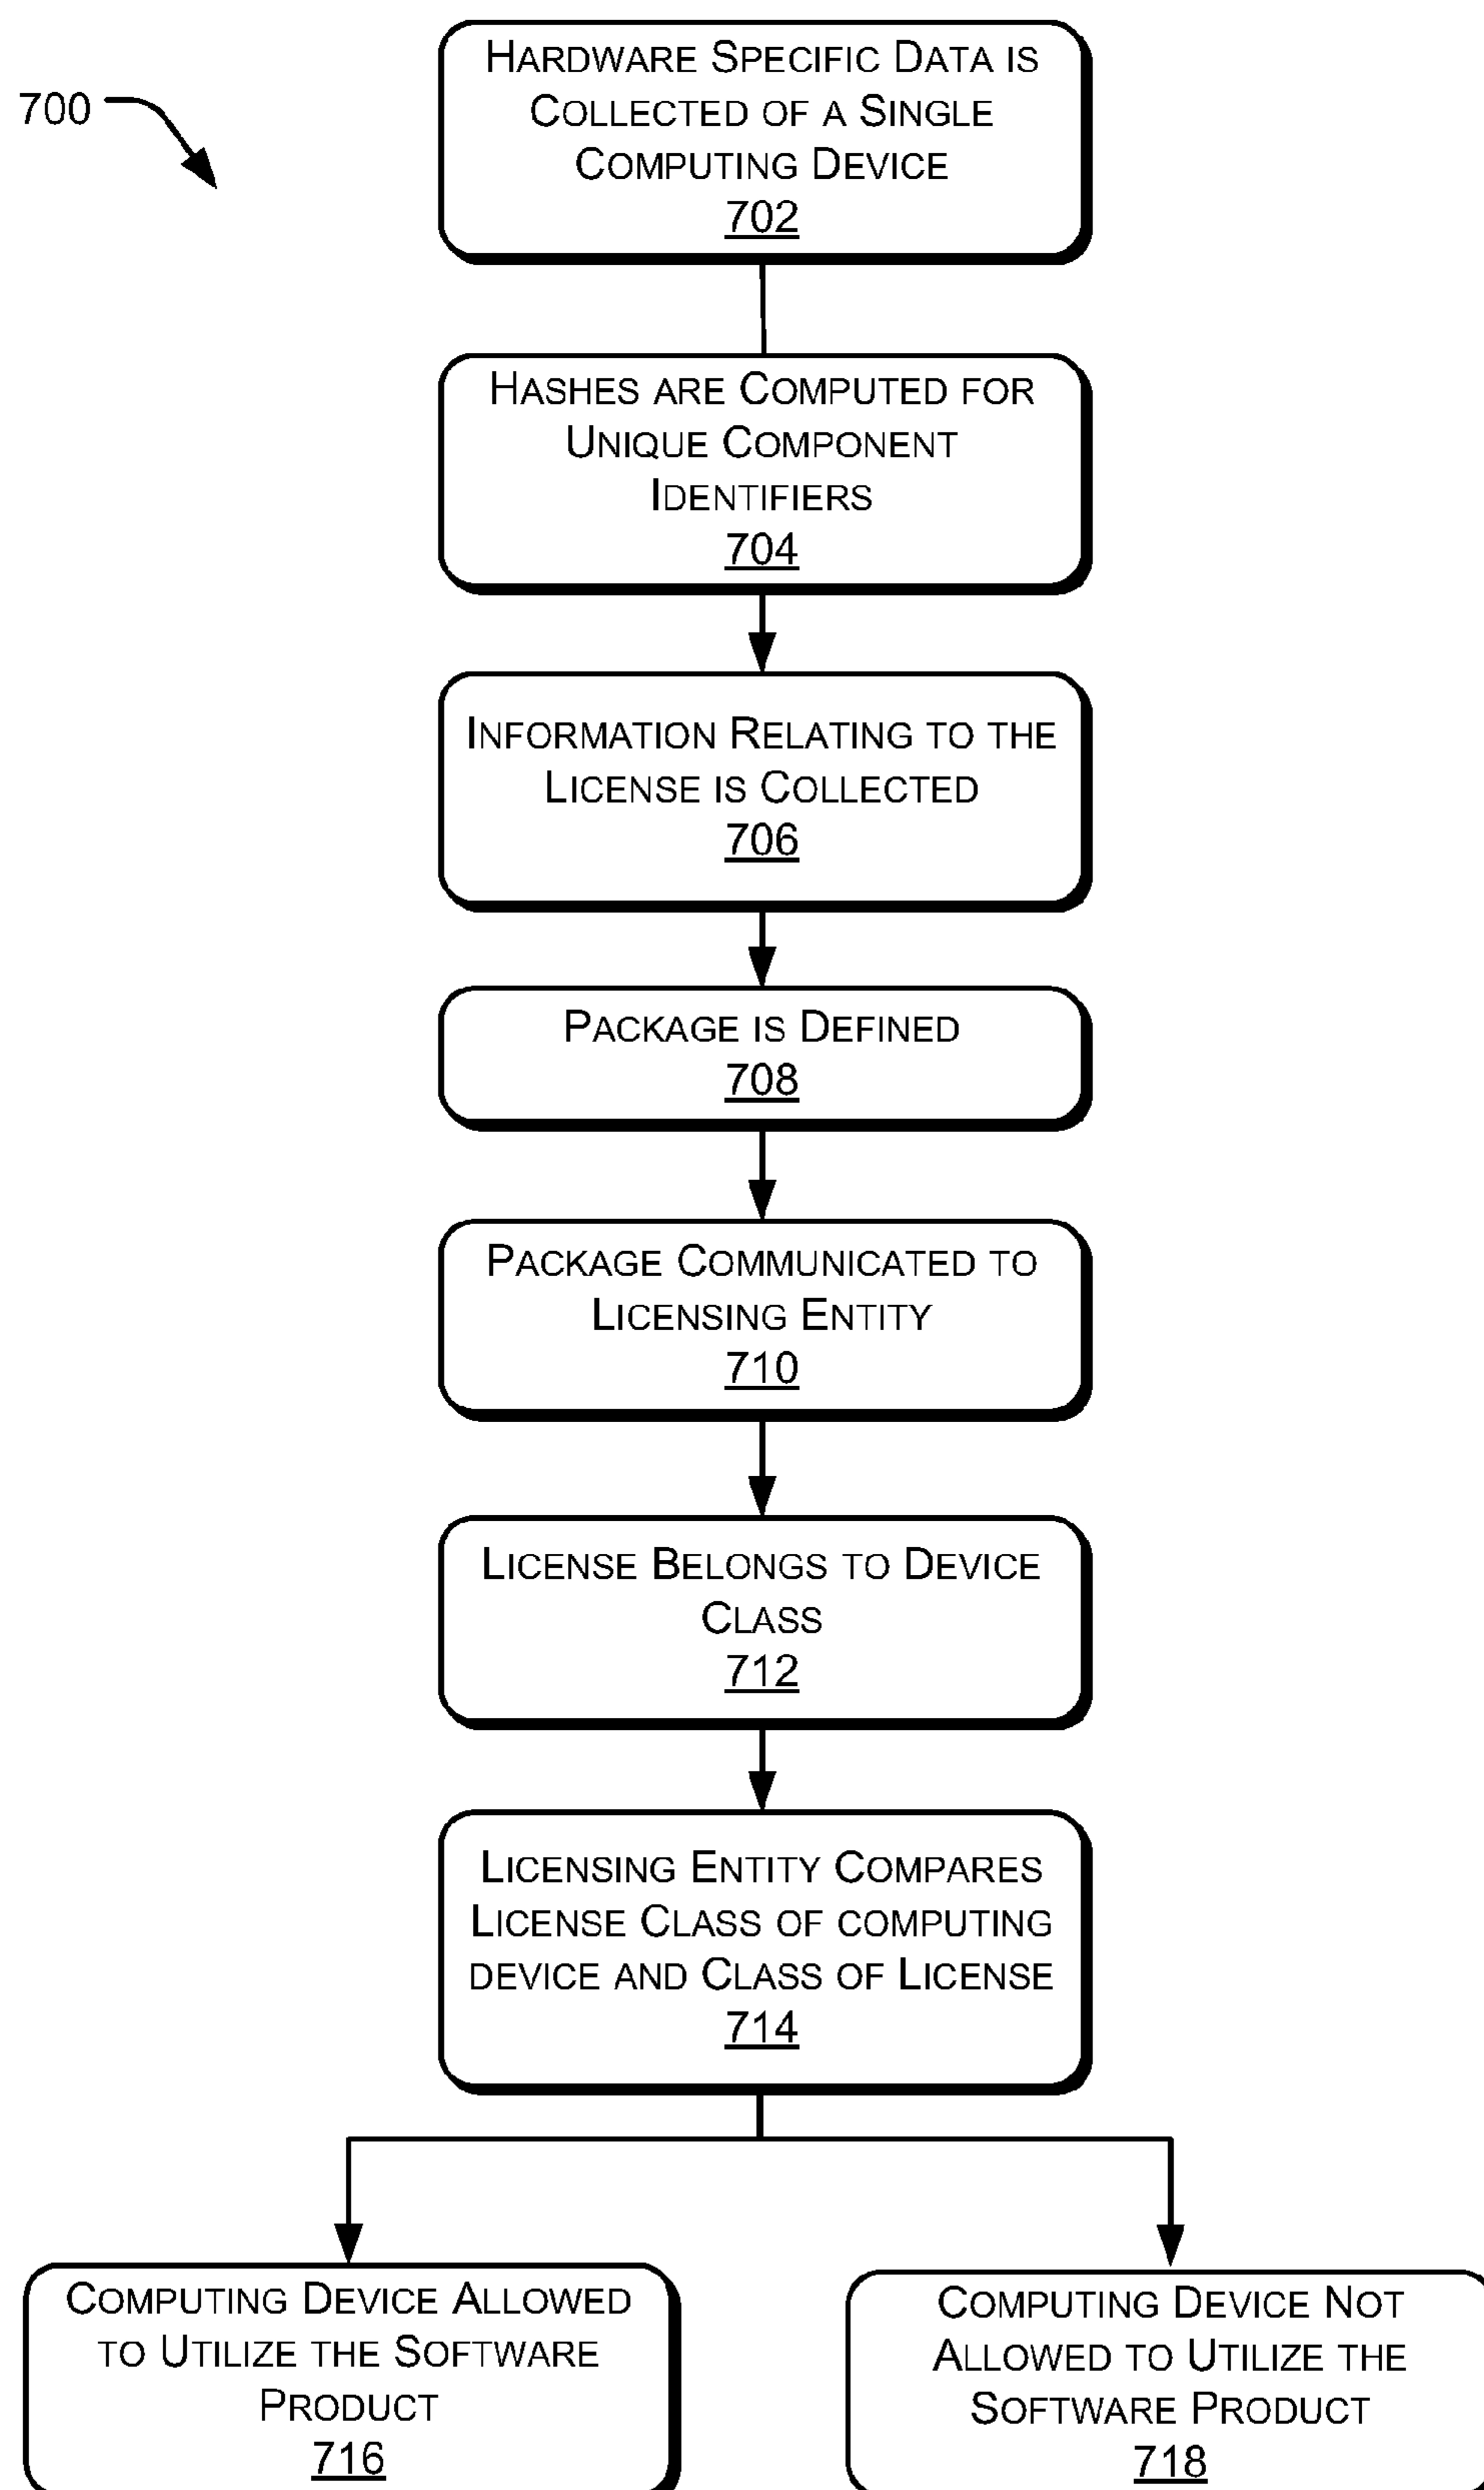 700
HARDWARE SPECIFIC DATA IS
COLLECTED OF A SINGLE
COMPUTING DEVICE
702
HASHES ARE COMPUTED FOR
UNIQUE COMPONENT
IDENTIFIERS
704
INFORMATION RELATING TO THE
LICENSE IS COLLECTED
706
PACKAGE IS DEFINED
708
PACKAGE COMMUNICATED TO
LICENSING ENTITY
710
LICENSE BELONGS TO DEVICE
CLASS
712
LICENSING ENTITY COMPARES
LICENSE CLASS OF COMPUTING
DEVICE AND CLASS OF LICENSE
714
COMPUTING DEVICE ALLOWED
TO UTILIZE THE SOFTWARE
PRODUCT
716
COMPUTING DEVICE NOT
ALLOWED TO UTILIZE THE
SOFTWARE PRODUCT
718